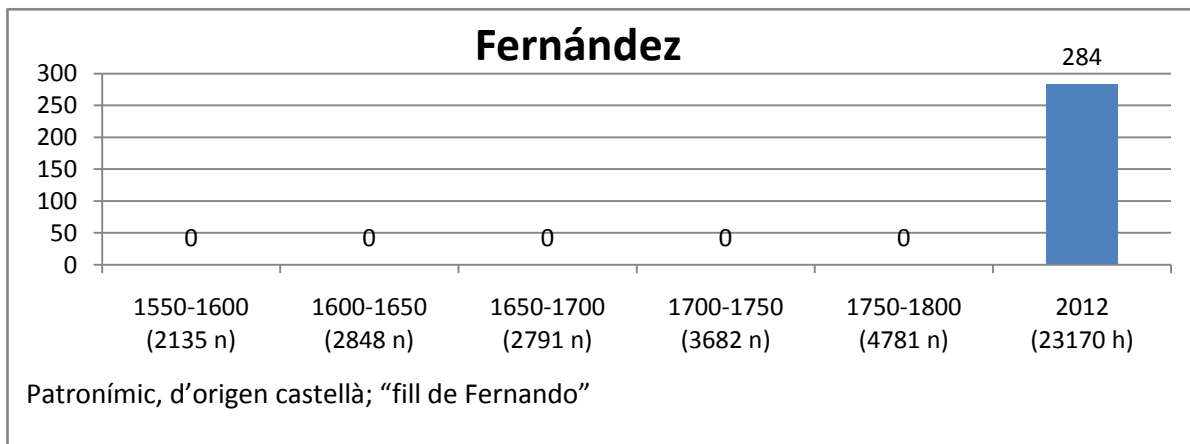 Fernández
284
300
250
200
150
100
50
0
0 0 0 0 0
1550-1600 1600-1650 1650-1700 1700-1750 1750-1800 2012
(2135 n) (2848 n) (2791 n) (3682 n) (4781 n) (23170 h)
Patronímic, d’origen castellà; “fill de Fernando”